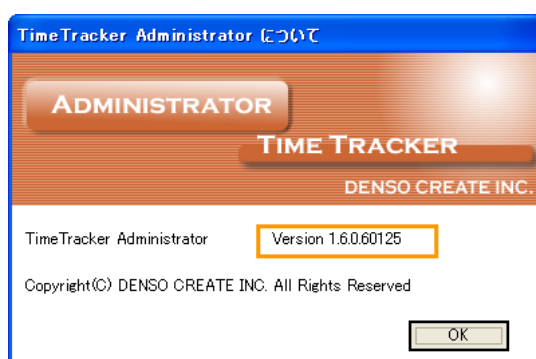 TimeTracker Administrator について
ADMINISTRATOR
TIME TRACKER
DENSO CREATE INC.
TimeTracker Administrator Version 1.6.0.60125
Copyright(C) DENSO CREATE INC. All Rights Reserved
OK